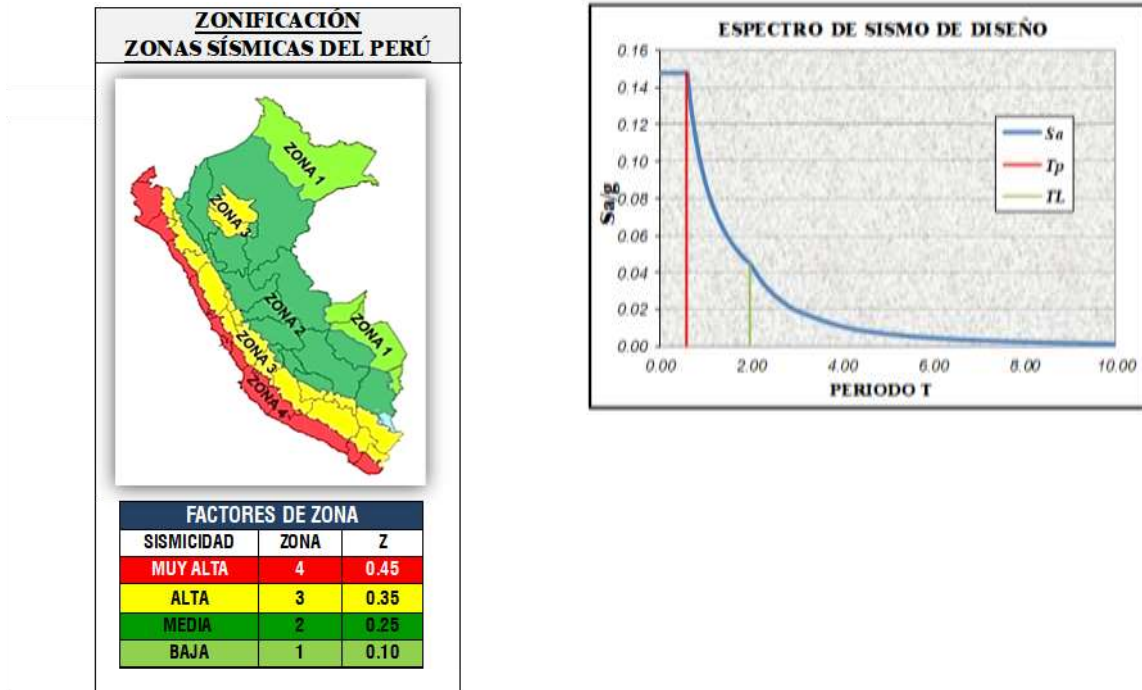 ZONIFICACIÓN
ZONAS SÍSMICAS DEL PERÚ
ZONA 1
ZONA 3
ZONA 2
ZONA 1
ZONA 3
ZONA 4
FACTORES DE ZONA
SISMICIDAD ZONA Z
MUY ALTA 4 0.45
ALTA 3 0.35
MEDIA 2 0.25
BAJA 1 0.10
ESPECTRO DE SISMO DE DISEÑO
0.16
0.14
0.12
0.10
0.08
0.06
0.04
0.02
0.00
Sa/g
Sa
Tp
TL
0.00 2.00 4.00 6.00 8.00 10.00
PERIODO T